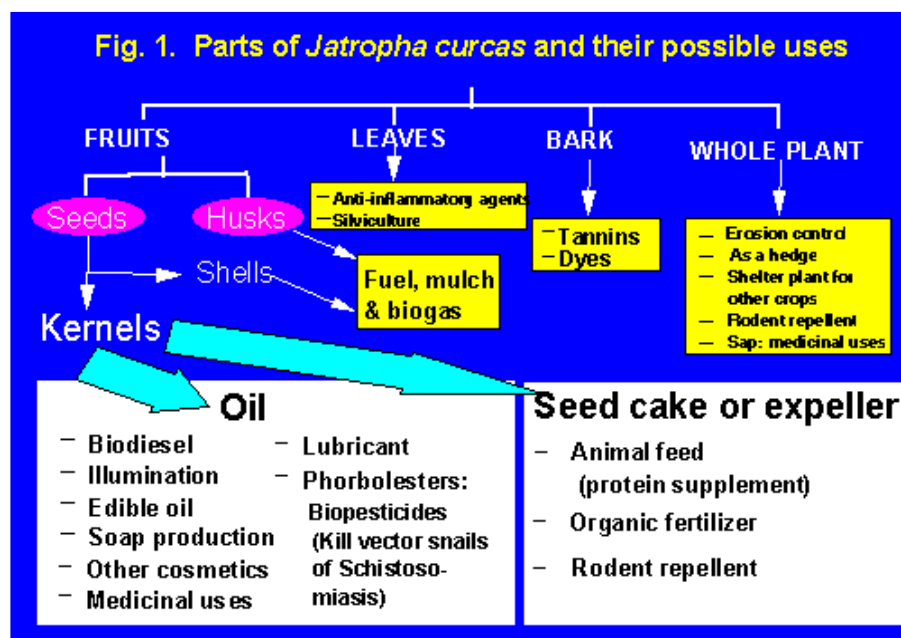 Fig. 1. Parts of Jatropha curcas and their possible uses
FRUITS
LEAVES
BARK
WHOLE PLANT
Seeds
Husks
Shells
Kernels
– Anti-inflammatory agents
– Silviculture
Fuel, mulch
& biogas
– Tannins
– Dyes
– Erosion control
– As a hedge
– Shelter plant for
other crops
– Rodent repellent
– Sap: medicinal uses
Oil
– Biodiesel
– Illumination
– Edible oil
– Soap production
– Other cosmetics
– Medicinal uses
– Lubricant
– Phorbolesters:
Biopesticides
(Kill vector snails
of Schistoso-
miasis)
Seed cake or expeller
– Animal feed
(protein supplement)
– Organic fertilizer
– Rodent repellent